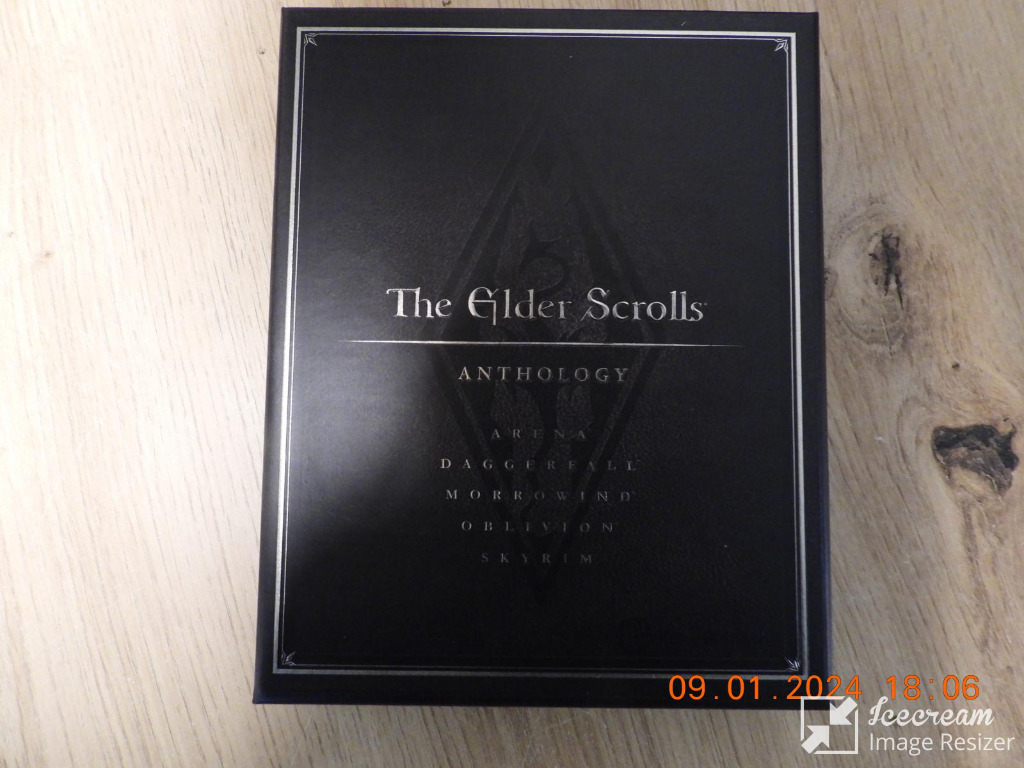 The Elder Scrolls
ANTHOLOGY
ARENA
DAGGERFALL
MORROWIND
OBLIVION
SKYRIM
09.01.2024 18:06
Icecream
Image Resizer